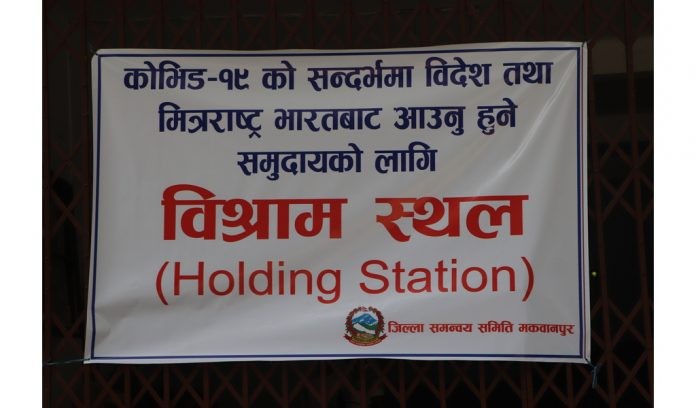 कोभिड-१९ को सन्दर्भमा विदेश तथा
मित्रराष्ट्र भारतबाट आउनु हुने
समुदायको लागि
विश्राम स्थल
(Holding Station)
जिल्ला समन्वय समिति मकवानपुर